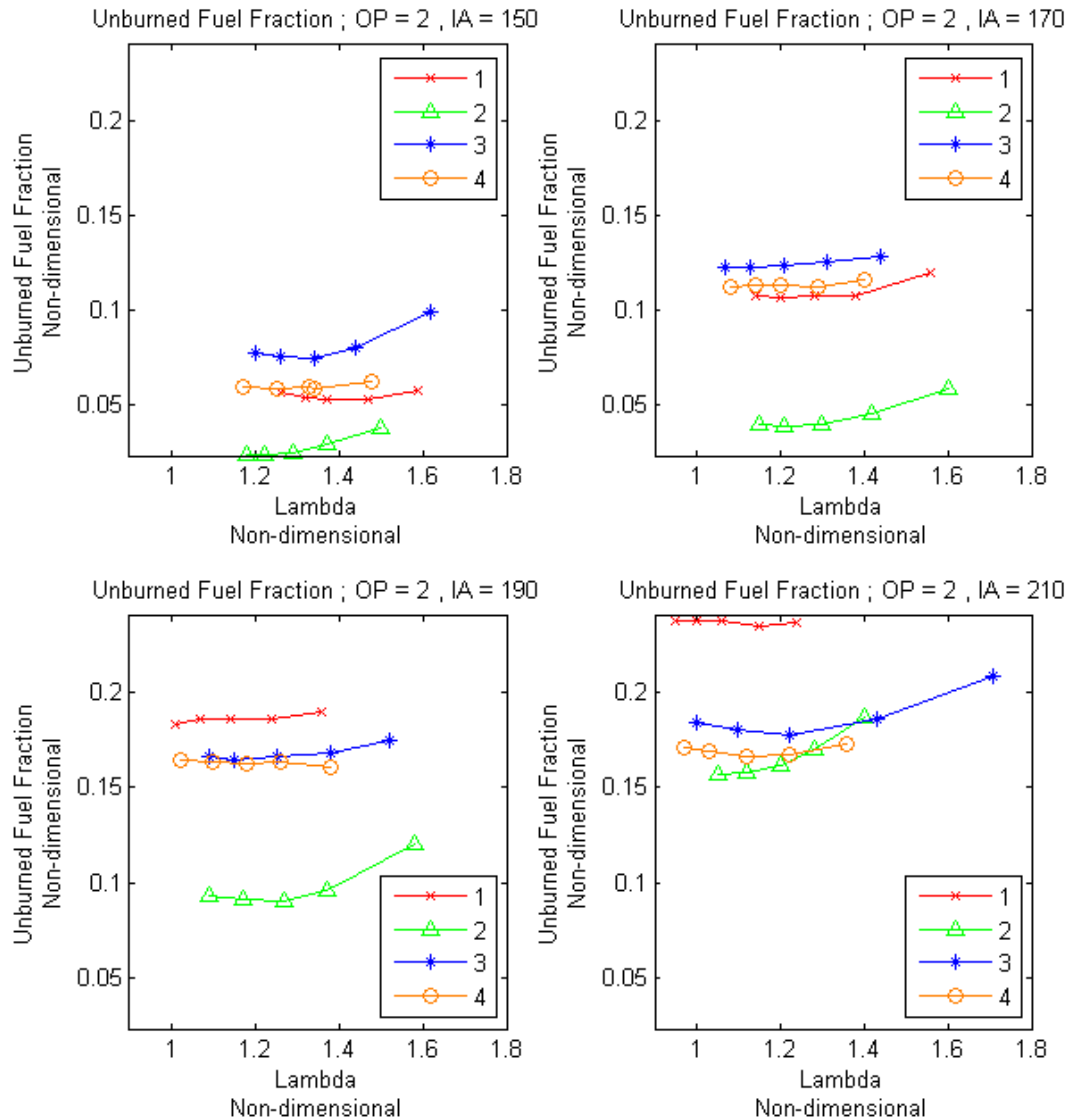 Unburned Fuel Fraction ; OP = 2 , IA = 150
Unburned Fuel Fraction
Non-dimensional
0.2
0.15
0.1
0.05
1
1.2
1.4
1.6
1.8
Lambda
Non-dimensional
1
2
3
4
Unburned Fuel Fraction ; OP = 2 , IA = 170
Unburned Fuel Fraction
Non-dimensional
0.2
0.15
0.1
0.05
1
1.2
1.4
1.6
1.8
Lambda
Non-dimensional
1
2
3
4
Unburned Fuel Fraction ; OP = 2 , IA = 190
Unburned Fuel Fraction
Non-dimensional
0.2
0.15
0.1
0.05
1
1.2
1.4
1.6
1.8
Lambda
Non-dimensional
1
2
3
4
Unburned Fuel Fraction ; OP = 2 , IA = 210
Unburned Fuel Fraction
Non-dimensional
0.2
0.15
0.1
0.05
1
1.2
1.4
1.6
1.8
Lambda
Non-dimensional
1
2
3
4